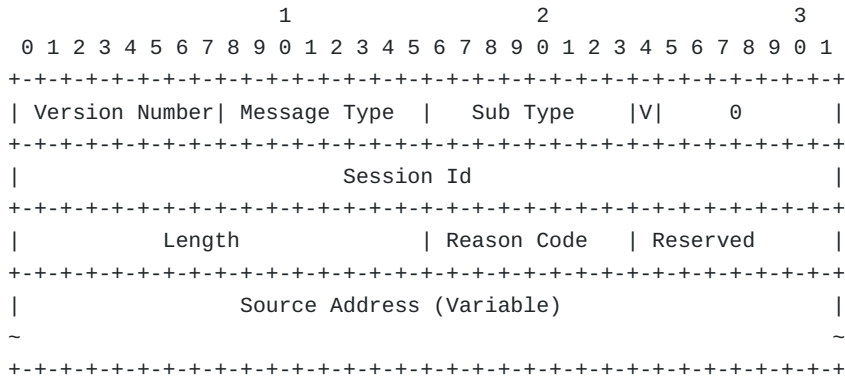 1                   2                   3
 0 1 2 3 4 5 6 7 8 9 0 1 2 3 4 5 6 7 8 9 0 1 2 3 4 5 6 7 8 9 0 1
+-+-+-+-+-+-+-+-+-+-+-+-+-+-+-+-+-+-+-+-+-+-+-+-+-+-+-+-+-+-+-+-+
| Version Number| Message Type  |   Sub Type    |V|     0       |
+-+-+-+-+-+-+-+-+-+-+-+-+-+-+-+-+-+-+-+-+-+-+-+-+-+-+-+-+-+-+-+-+
|                         Session Id                            |
+-+-+-+-+-+-+-+-+-+-+-+-+-+-+-+-+-+-+-+-+-+-+-+-+-+-+-+-+-+-+-+-+
|           Length              | Reason Code   | Reserved      |
+-+-+-+-+-+-+-+-+-+-+-+-+-+-+-+-+-+-+-+-+-+-+-+-+-+-+-+-+-+-+-+-+
|                 Source Address (Variable)                     |
~                                                               ~
+-+-+-+-+-+-+-+-+-+-+-+-+-+-+-+-+-+-+-+-+-+-+-+-+-+-+-+-+-+-+-+-+